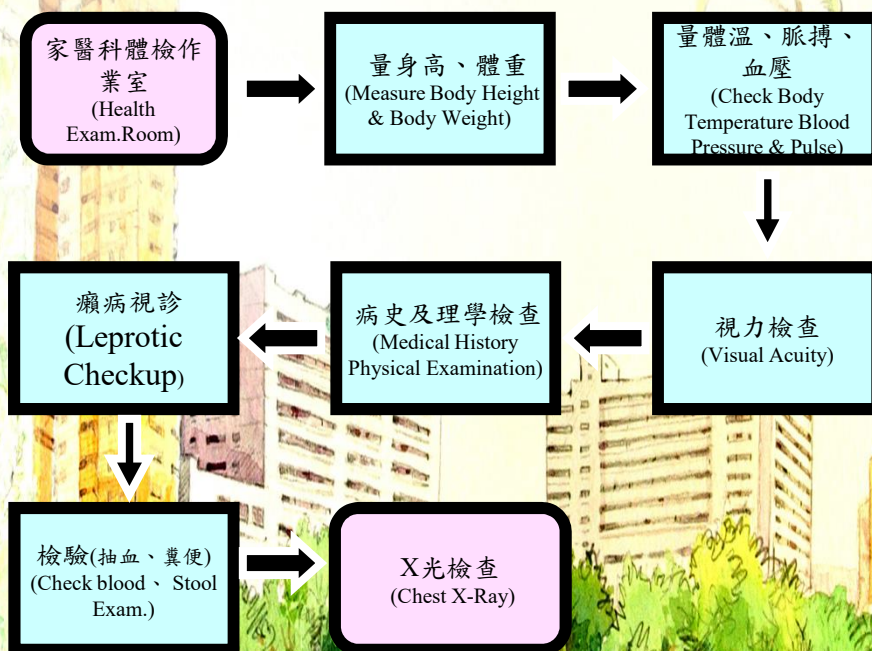 家醫科體檢作
業室
(Health
Exam.Room)
量身高、體重
(Measure Body Height
& Body Weight)
量體溫、脈搏、
血壓
(Check Body
Temperature Blood
Pressure & Pulse)
視力檢查
(Visual Acuity)
病史及理學檢查
(Medical History
Physical Examination)
癩病視診
(Leprotic
Checkup)
檢驗(抽血、糞便)
(Check blood、 Stool
Exam.)
X光檢查
(Chest X-Ray)